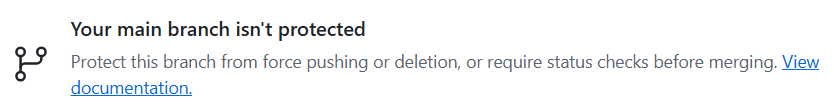 Your main branch isn't protected
Protect this branch from force pushing or deletion, or require status checks before merging. View
documentation.